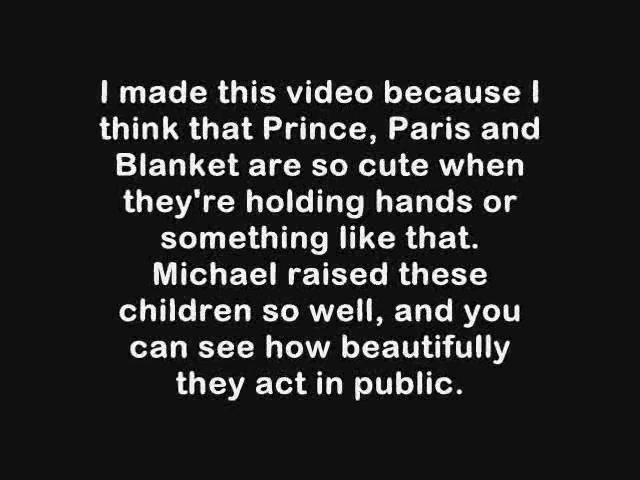 I made this video because I
think that Prince, Paris and
Blanket are so cute when
they're holding hands or
something like that.
Michael raised these
children so well, and you
can see how beautifully
they act in public.